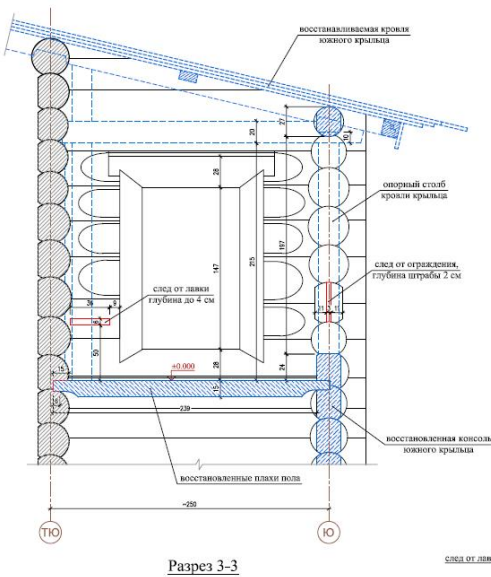 восстанавливаемая кровля
южного крыльца
27
20
10
28
опорный столб
кровли крыльца
197
след от ограждения,
глубина штрабы 2 см
147
215
след от лавки
глубина до 4 см
36
8
6
50
±0.000
28
24
15
15
239
восстановленная консоль
южного крыльца
восстановленные плахи пола
~250
ТЮ
Ю
Разрез 3-3
след от лав